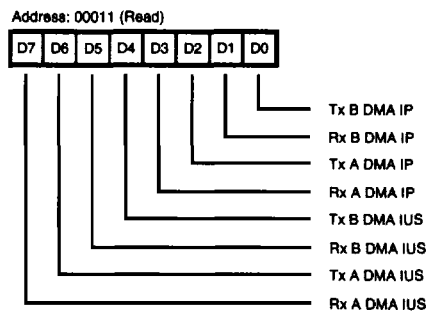 Address: 00011 (Read)
D7 D6 D5 D4 D3 D2 D1 D0
Tx B DMA IP
Rx B DMA IP
Tx A DMA IP
Rx A DMA IP
Tx B DMA IUS
Rx B DMA IUS
Tx A DMA IUS
Rx A DMA IUS